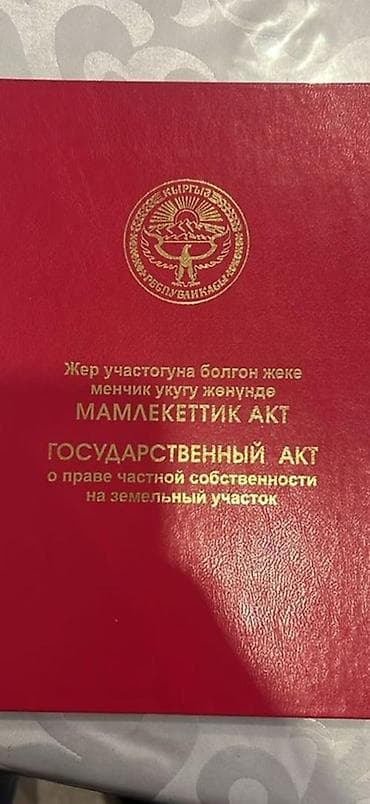 КЫРГЫЗ
РЕСПУБЛИКАСЫ
Жер участогуна болгон жеке
менчик укугу жөнүндө
МАМЛЕКЕТТИК АКТ
ГОСУДАРСТВЕННЫЙ АКТ
о праве частной собственности
на земельный участок